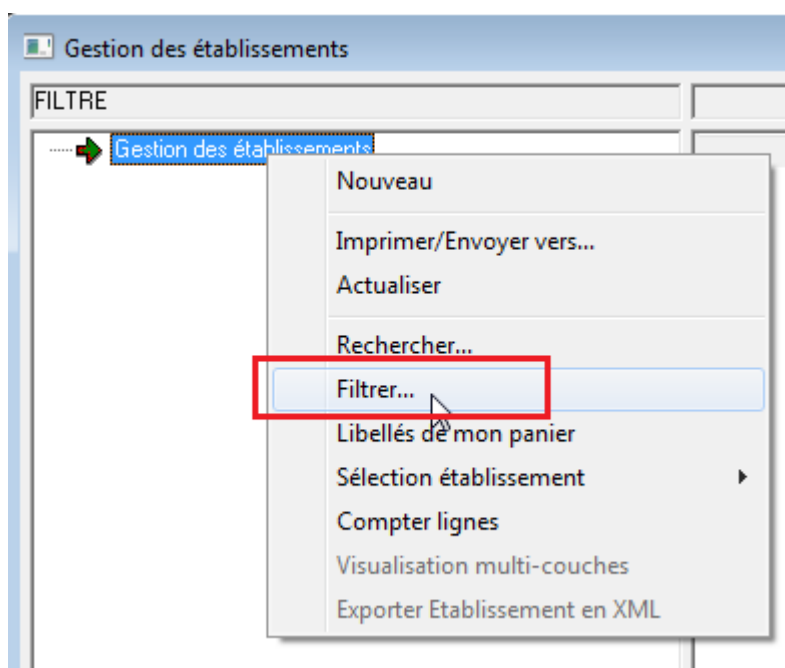 Gestion des établissements
FILTRE
Gestion des établissements
Nouveau
Imprimer/Envoyer vers...
Actualiser
Rechercher...
Filtrer...
Libellés de mon panier
Sélection établissement
Compter lignes
Visualisation multi-couches
Exporter Etablissement en XML